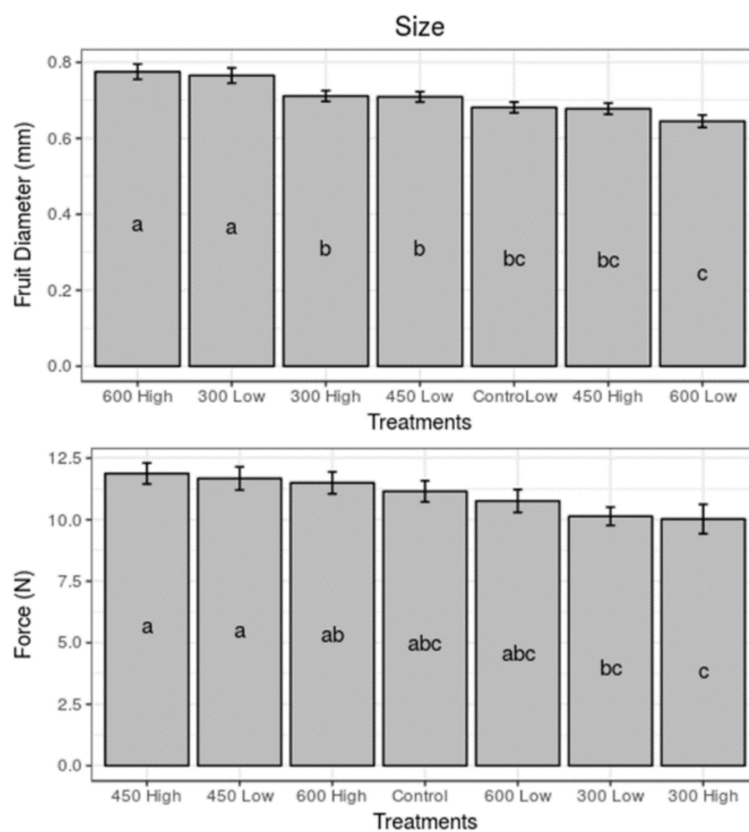 Size
Fruit Diameter (mm)
0.8
0.6
0.4
0.2
0.0
a
a
b
b
bc
bc
c
600 High 300 Low 300 High 450 Low ControLow 450 High 600 Low
Treatments
Force (N)
12.5
10.0
7.5
5.0
2.5
0.0
a
a
ab
abc
abc
bc
c
450 High 450 Low 600 High Control 600 Low 300 Low 300 High
Treatments